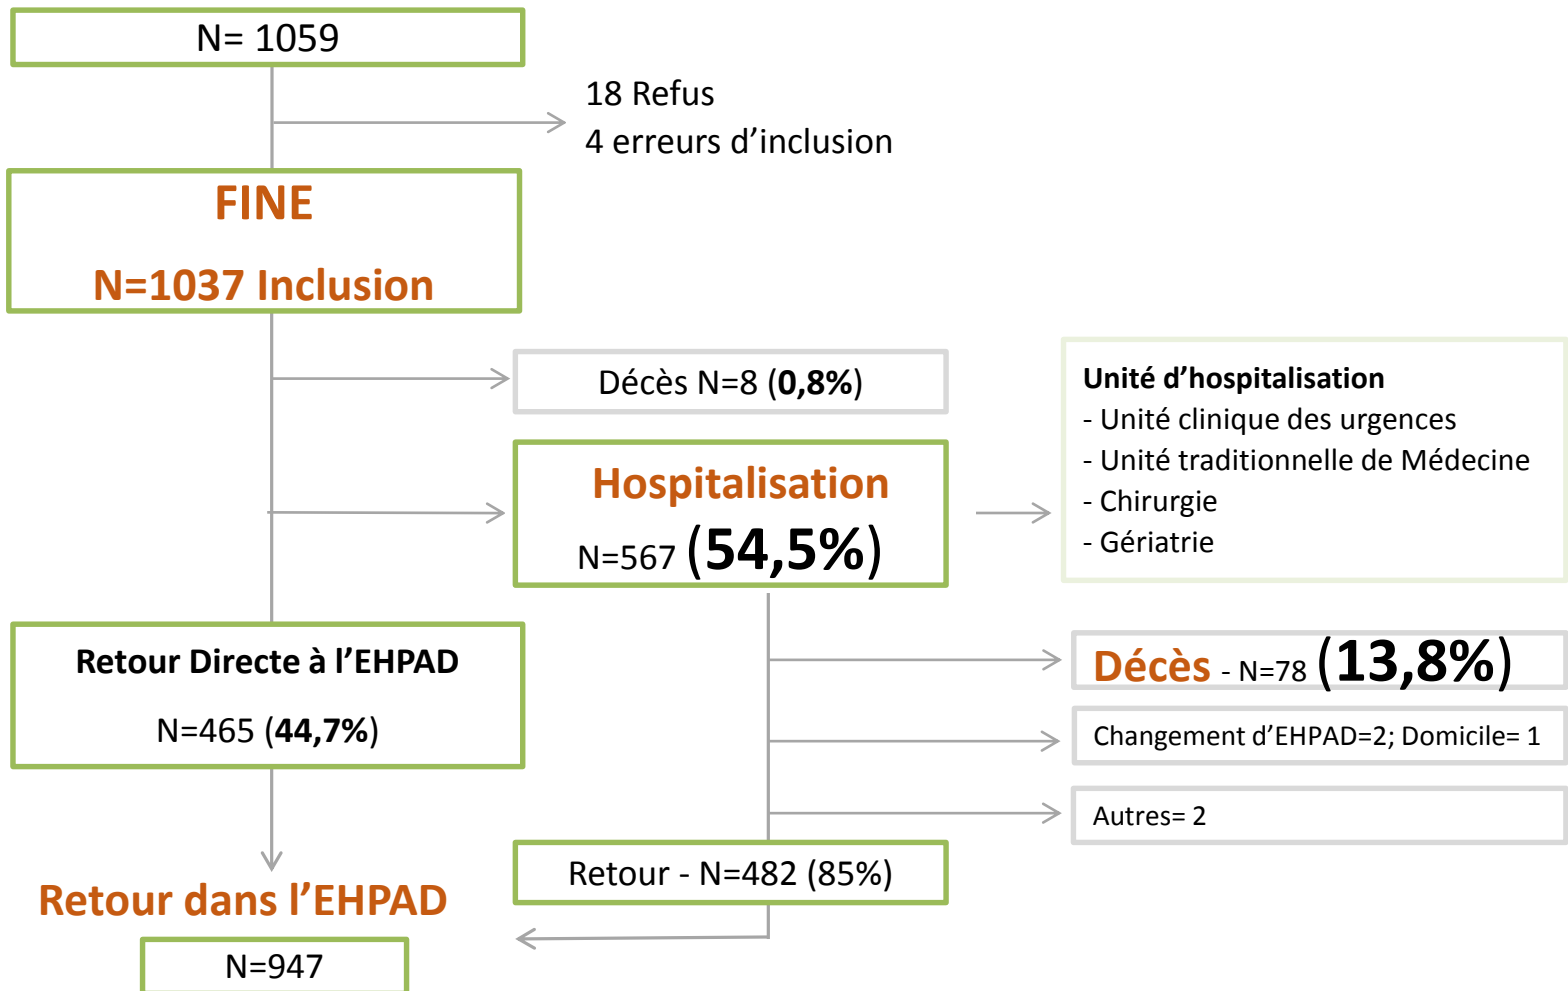 N= 1059
18 Refus
4 erreurs d’inclusion
FINE
N=1037 Inclusion
Décès N=8 (0,8%)
Unité d’hospitalisation
- Unité clinique des urgences
- Unité traditionnelle de Médecine
- Chirurgie
- Gériatrie
Hospitalisation
N=567 (54,5%)
Retour Directe à l’EHPAD
N=465 (44,7%)
Décès - N=78 (13,8%)
Changement d’EHPAD=2; Domicile= 1
Autres= 2
Retour - N=482 (85%)
Retour dans l’EHPAD
N=947